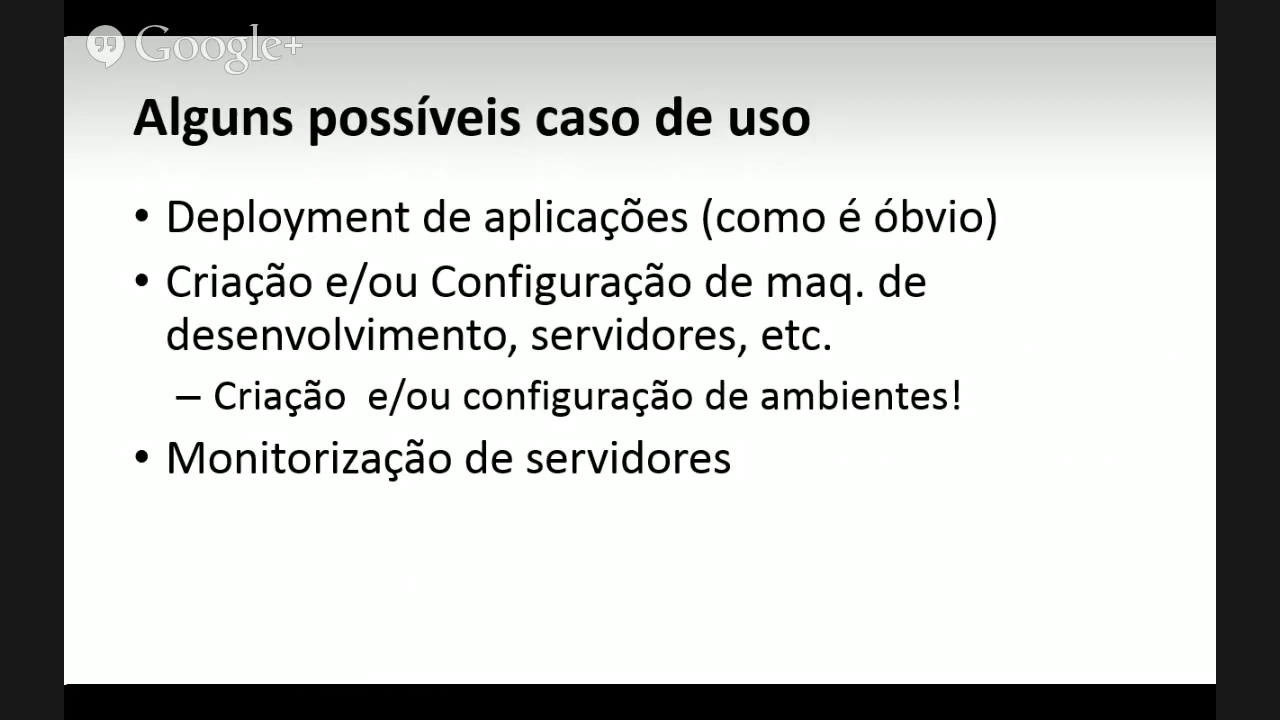 Google+
Alguns possíveis caso de uso
• Deployment de aplicações (como é óbvio)
• Criação e/ou Configuração de maq. de
desenvolvimento, servidores, etc.
– Criação e/ou configuração de ambientes!
• Monitorização de servidores